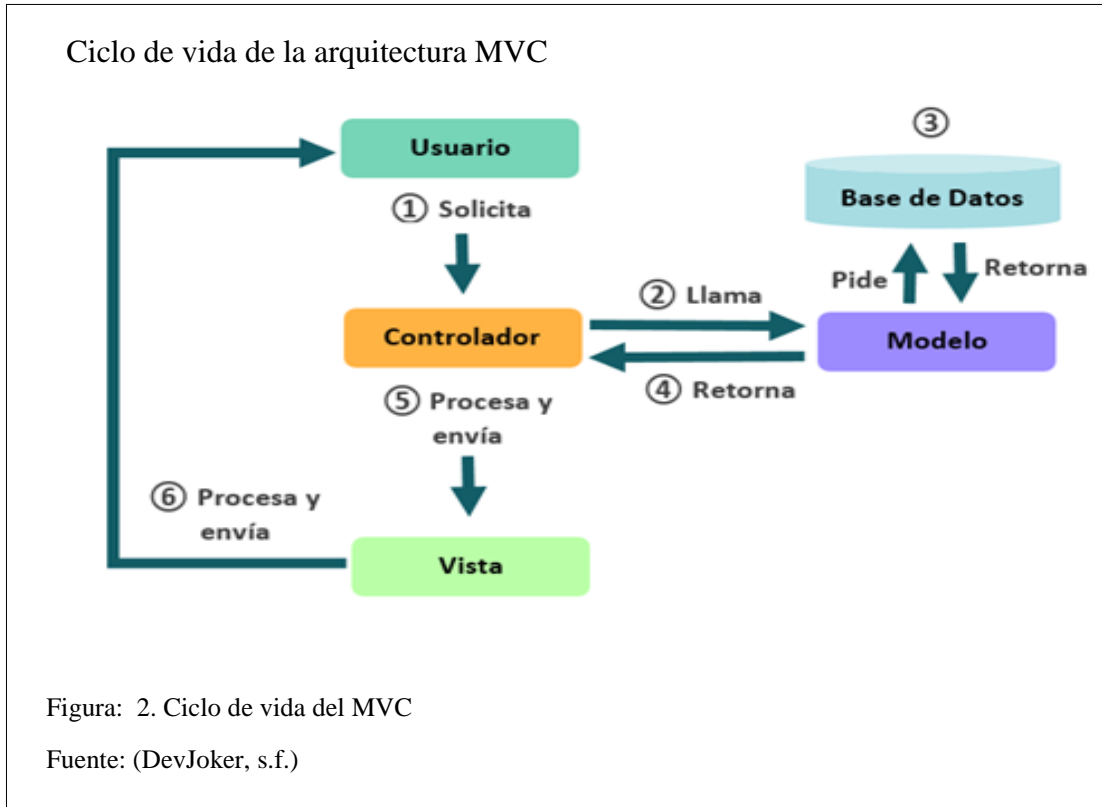 Ciclo de vida de la arquitectura MVC
Usuario
① Solicita
Controlador
② Llama
③
Base de Datos
Pide
Retorna
Modelo
④ Retorna
⑤ Procesa y
envía
⑥ Procesa y
envía
Vista
Figura: 2. Ciclo de vida del MVC
Fuente: (DevJoker, s.f.)